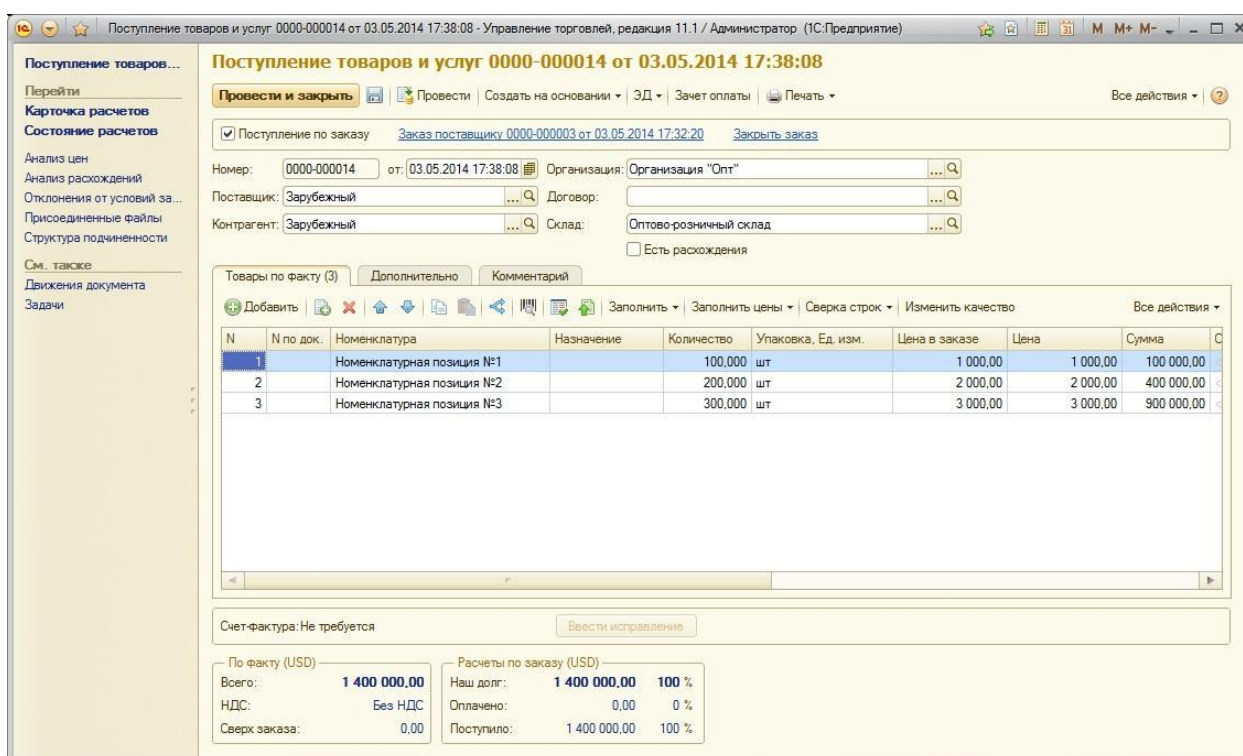 Поступление товаров и услуг 0000-000014 от 03.05.2014 17:38:08 - Управление торговлей, редакция 11.1 / Администратор (1С:Предприятие) M M+ M-
Поступление товаров...
Перейти
Карточка расчетов
Состояние расчетов
Анализ цен
Анализ расхождений
Отклонения от условий за...
Присоединенные файлы
Структура подчиненности
См. также
Движения документа
Задачи
Поступление товаров и услуг 0000-000014 от 03.05.2014 17:38:08
Провести и закрыть Провести Создать на основании ЭД Зачет оплаты Печать Все действия
Поступление по заказу Заказ поставщику 0000-000003 от 03.05.2014 17:32:20 Закрыть заказ
Номер: 0000-000014 от: 03.05.2014 17:38:08 Организация: Организация "Опт"
Поставщик: Зарубежный Договор:
Контрагент: Зарубежный Склад: Оптово-розничный склад
Есть расхождения
Товары по факту (3) Дополнительно Комментарий
Добавить Заполнить Заполнить цены Сверка строк Изменить качество Все действия
N N по док. Номенклатура Назначение Количество Упаковка, Ед. изм. Цена в заказе Цена Сумма С
1 Номенклатурная позиция №1 100,000 шт 1 000,00 1 000,00 100 000,00
2 Номенклатурная позиция №2 200,000 шт 2 000,00 2 000,00 400 000,00
3 Номенклатурная позиция №3 300,000 шт 3 000,00 3 000,00 900 000,00
Счет-фактура: Не требуется Ввести исправление
По факту (USD) Расчеты по заказу (USD)
Всего: 1 400 000,00 Наш долг: 1 400 000,00 100 %
НДС: Без НДС Оплачено: 0,00 0 %
Сверх заказа: 0,00 Поступило: 1 400 000,00 100 %